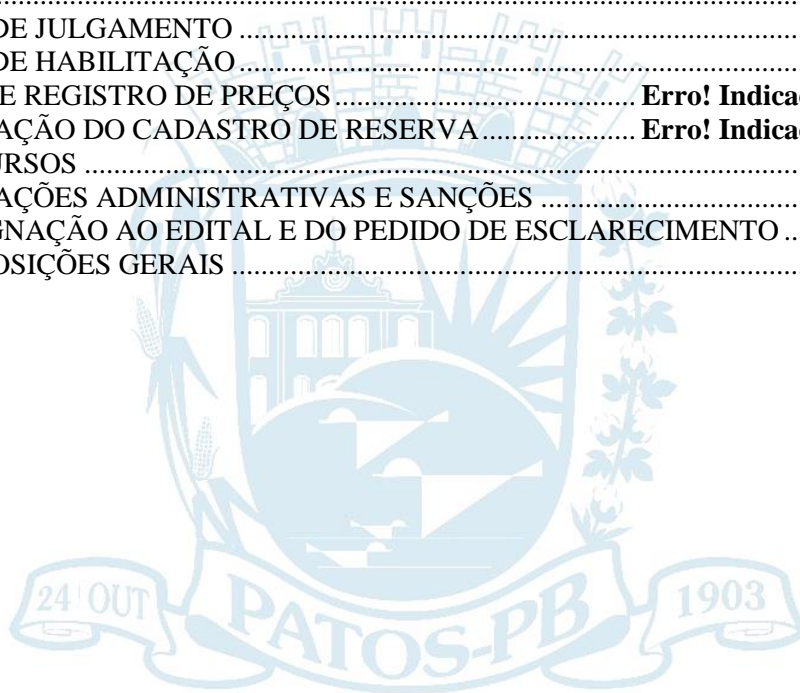 DE JULGAMENTO
DE HABILITAÇÃO
E REGISTRO DE PREÇOS Erro! Indica
AÇÃO DO CADASTRO DE RESERVA Erro! Indica
URSOS
AÇÕES ADMINISTRATIVAS E SANÇÕES
GNAÇÃO AO EDITAL E DO PEDIDO DE ESCLARECIMENTO
OSIÇÕES GERAIS
24 OUT PATOS-PB 1903